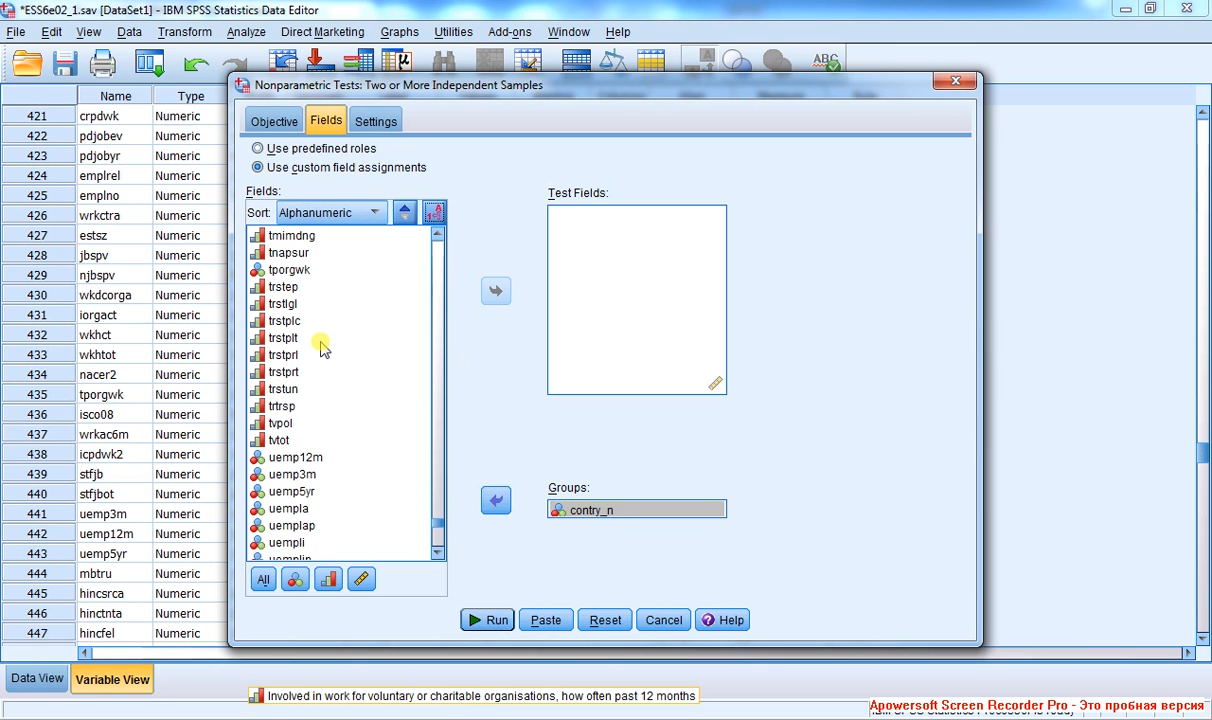 *ESS6e02_1.sav [DataSet1] - IBM SPSS Statistics Data Editor
File Edit View Data Transform Analyze Direct Marketing Graphs Utilities Add-ons Window Help
Nonparametric Tests: Two or More Independent Samples
Name Type
421 crpdwk Numeric
422 pdjobev Numeric
423 pdjobyr Numeric
424 emplrel Numeric
425 emplno Numeric
426 wrkctra Numeric
427 estsz Numeric
428 jbspv Numeric
429 njbspv Numeric
430 wkdcorga Numeric
431 iorgact Numeric
432 wkhct Numeric
433 wkhtot Numeric
434 nacer2 Numeric
435 tporgwk Numeric
436 isco08 Numeric
437 wrkac6m Numeric
438 icpdwk2 Numeric
439 stfjb Numeric
440 stfjbot Numeric
441 uemp3m Numeric
442 uemp12m Numeric
443 uemp5yr Numeric
444 mbtru Numeric
445 hincsrca Numeric
446 hinctnta Numeric
447 hincfel Numeric
Objective Fields Settings
Use predefined roles
Use custom field assignments
Fields:
Sort: Alphanumeric
tmimdng
tnapsur
tporgwk
trstep
trstlgl
trstplc
trstplt
trstprl
trstprt
trstun
trtrsp
tvpol
tvtot
uemp12m
uemp3m
uemp5yr
uempla
uemplap
uempli
uemplip
All
Test Fields:
Groups:
contry_n
Run Paste Reset Cancel Help
Data View Variable View
Involved in work for voluntary or charitable organisations, how often past 12 months
Apowersoft Screen Recorder Pro - Это пробная версия